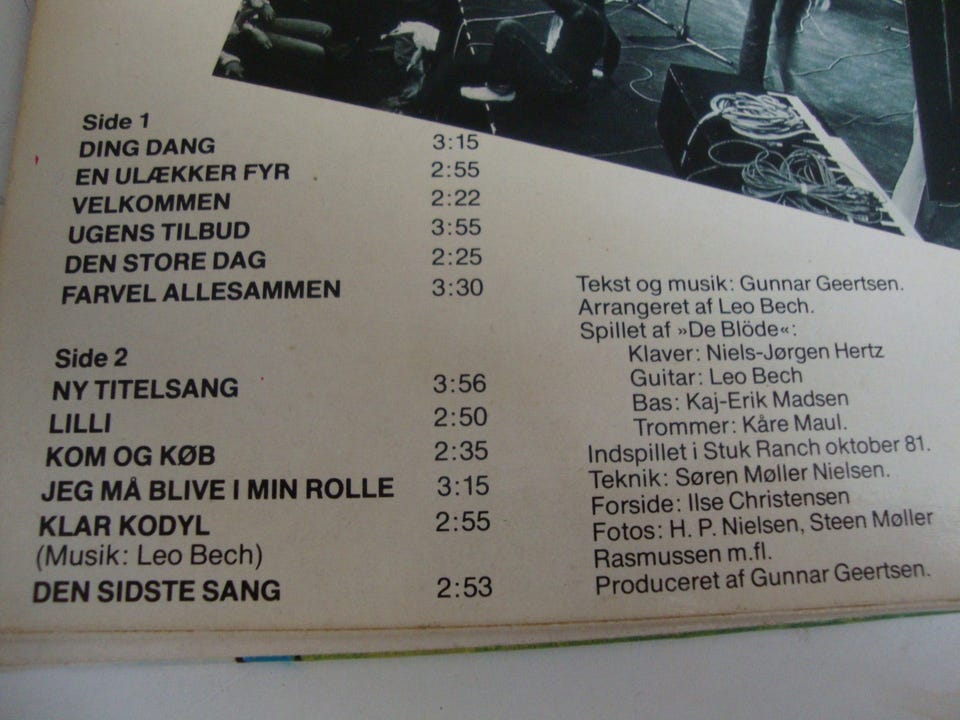 Side 1
DING DANG 3:15
EN ULÆKKER FYR 2:55
VELKOMMEN 2:22
UGENS TILBUD 3:55
DEN STORE DAG 2:25
FARVEL ALLESAMMEN 3:30
Side 2
NY TITELSANG 3:56
LILLI 2:50
KOM OG KØB 2:35
JEG MÅ BLIVE I MIN ROLLE 3:15
KLAR KODYL 2:55
(Musik: Leo Bech)
DEN SIDSTE SANG 2:53
Tekst og musik: Gunnar Geertsen.
Arrangeret af Leo Bech.
Spillet af »De Blöde«:
Klaver: Niels-Jørgen Hertz
Guitar: Leo Bech
Bas: Kaj-Erik Madsen
Trommer: Kåre Maul.
Indspillet i Stuk Ranch oktober 81.
Teknik: Søren Møller Nielsen.
Forside: Ilse Christensen
Fotos: H. P. Nielsen, Steen Møller
Rasmussen m.fl.
Produceret af Gunnar Geertsen.